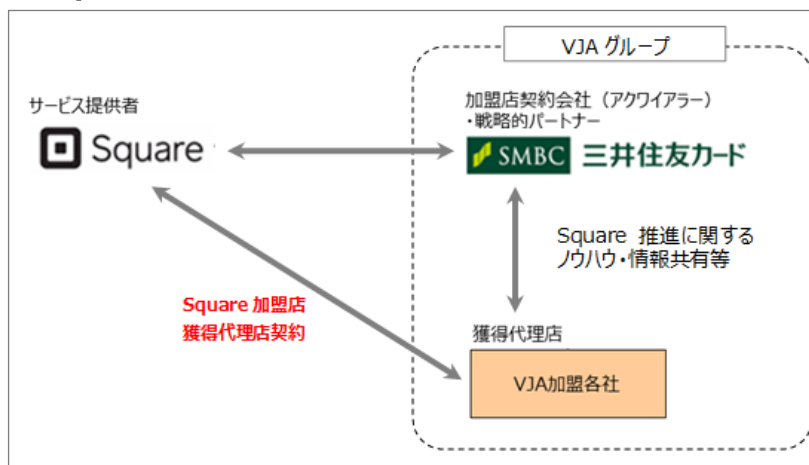 VJA グループ
サービス提供者
Square
加盟店契約会社（アクワイアラー）
・戦略的パートナー
SMBC 三井住友カード
Square 推進に関する
ノウハウ・情報共有等
Square 加盟店
獲得代理店契約
獲得代理店
VJA加盟各社